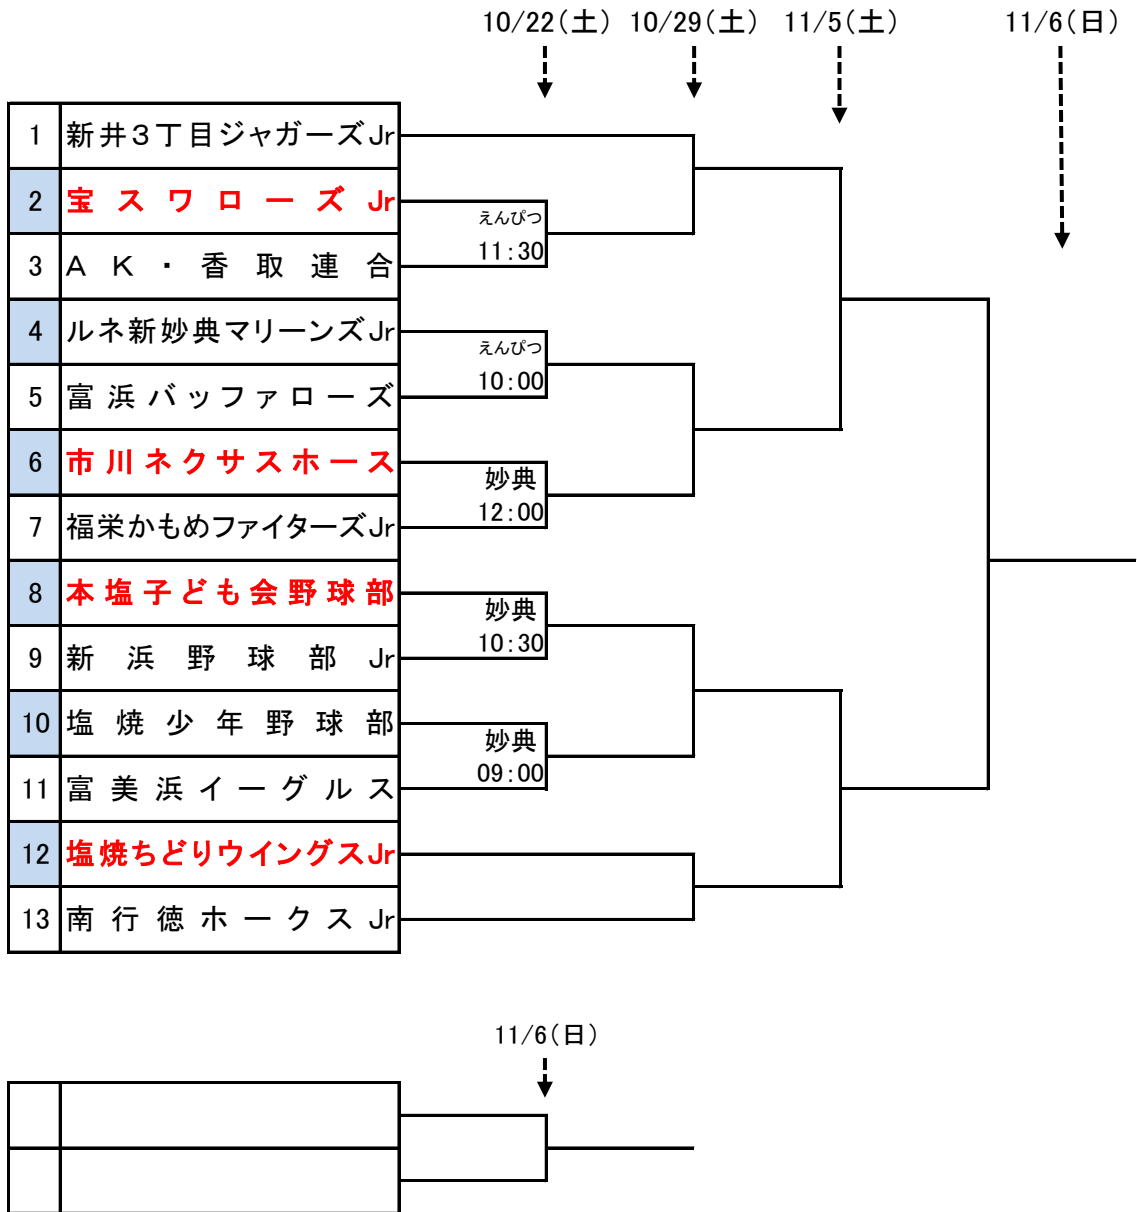 10/22(土) 10/29(土) 11/5(土) 11/6(日)
1 新井3丁目ジャガーズJr
2 宝スワローズJr
えんぴつ
11:30
3 AK・香取連合
4 ルネ新妙典マリーンズJr
えんぴつ
10:00
5 富浜バッファローズ
6 市川ネクサスホース
妙典
12:00
7 福栄かもめファイターズJr
8 本塩子ども会野球部
妙典
10:30
9 新浜野球部Jr
10 塩焼少年野球部
妙典
09:00
11 富美浜イーグルス
12 塩焼ちどりウイングスJr
13 南行徳ホークスJr
11/6(日)